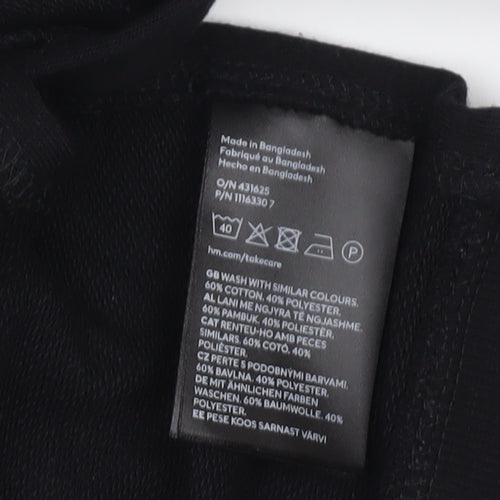 Made in Bangladesh
Fabriqué au Bangladesh
Hecho en Bangladesh
O/N 431625
P/N 1116330 7
40
P
hm.com/takecare
GB WASH WITH SIMILAR COLOURS.
60% COTTON. 40% POLYESTER.
AL LANI ME NGJYRA TË NGJASHME.
60% PAMBUK. 40% POLIESTËR.
CAT RENTEU-HO AMB PECES
SIMILARS. 60% COTÓ. 40%
POLIÈSTER.
CZ PERTE S PODOBNÝMI BARVAMI.
60% BAVLNA. 40% POLYESTER.
DE MIT ÄHNLICHEN FARBEN
WASCHEN. 60% BAUMWOLLE. 40%
POLYESTER.
EE PESE KOOS SARNAST VÄRVI